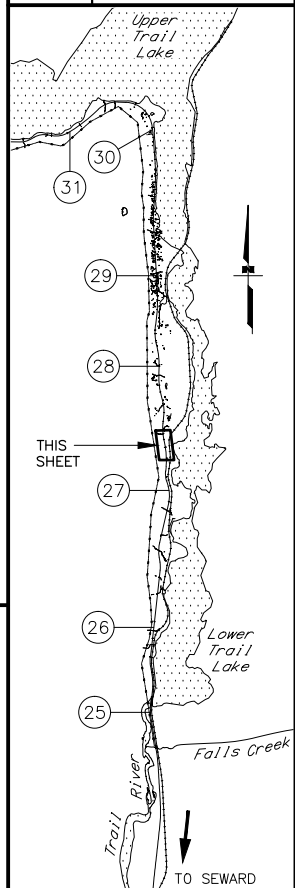 Upper
Trail
Lake
30
31
29
28
THIS
SHEET
27
26
Lower
Trail
Lake
25
Falls Creek
Trail River
TO SEWARD